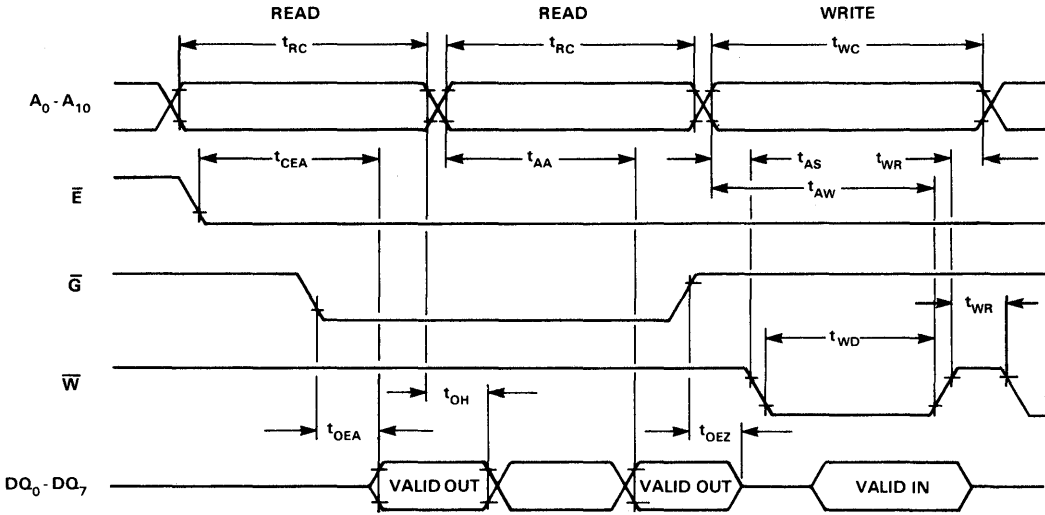 READ READ WRITE
tRC tRC tWC
A0 - A10
tCEA tAA tAS tWR
tAW
E̅
G̅
tWR
tWD
W̅
tOH
tOEA tOEZ
DQ0 - DQ7 VALID OUT VALID OUT VALID IN